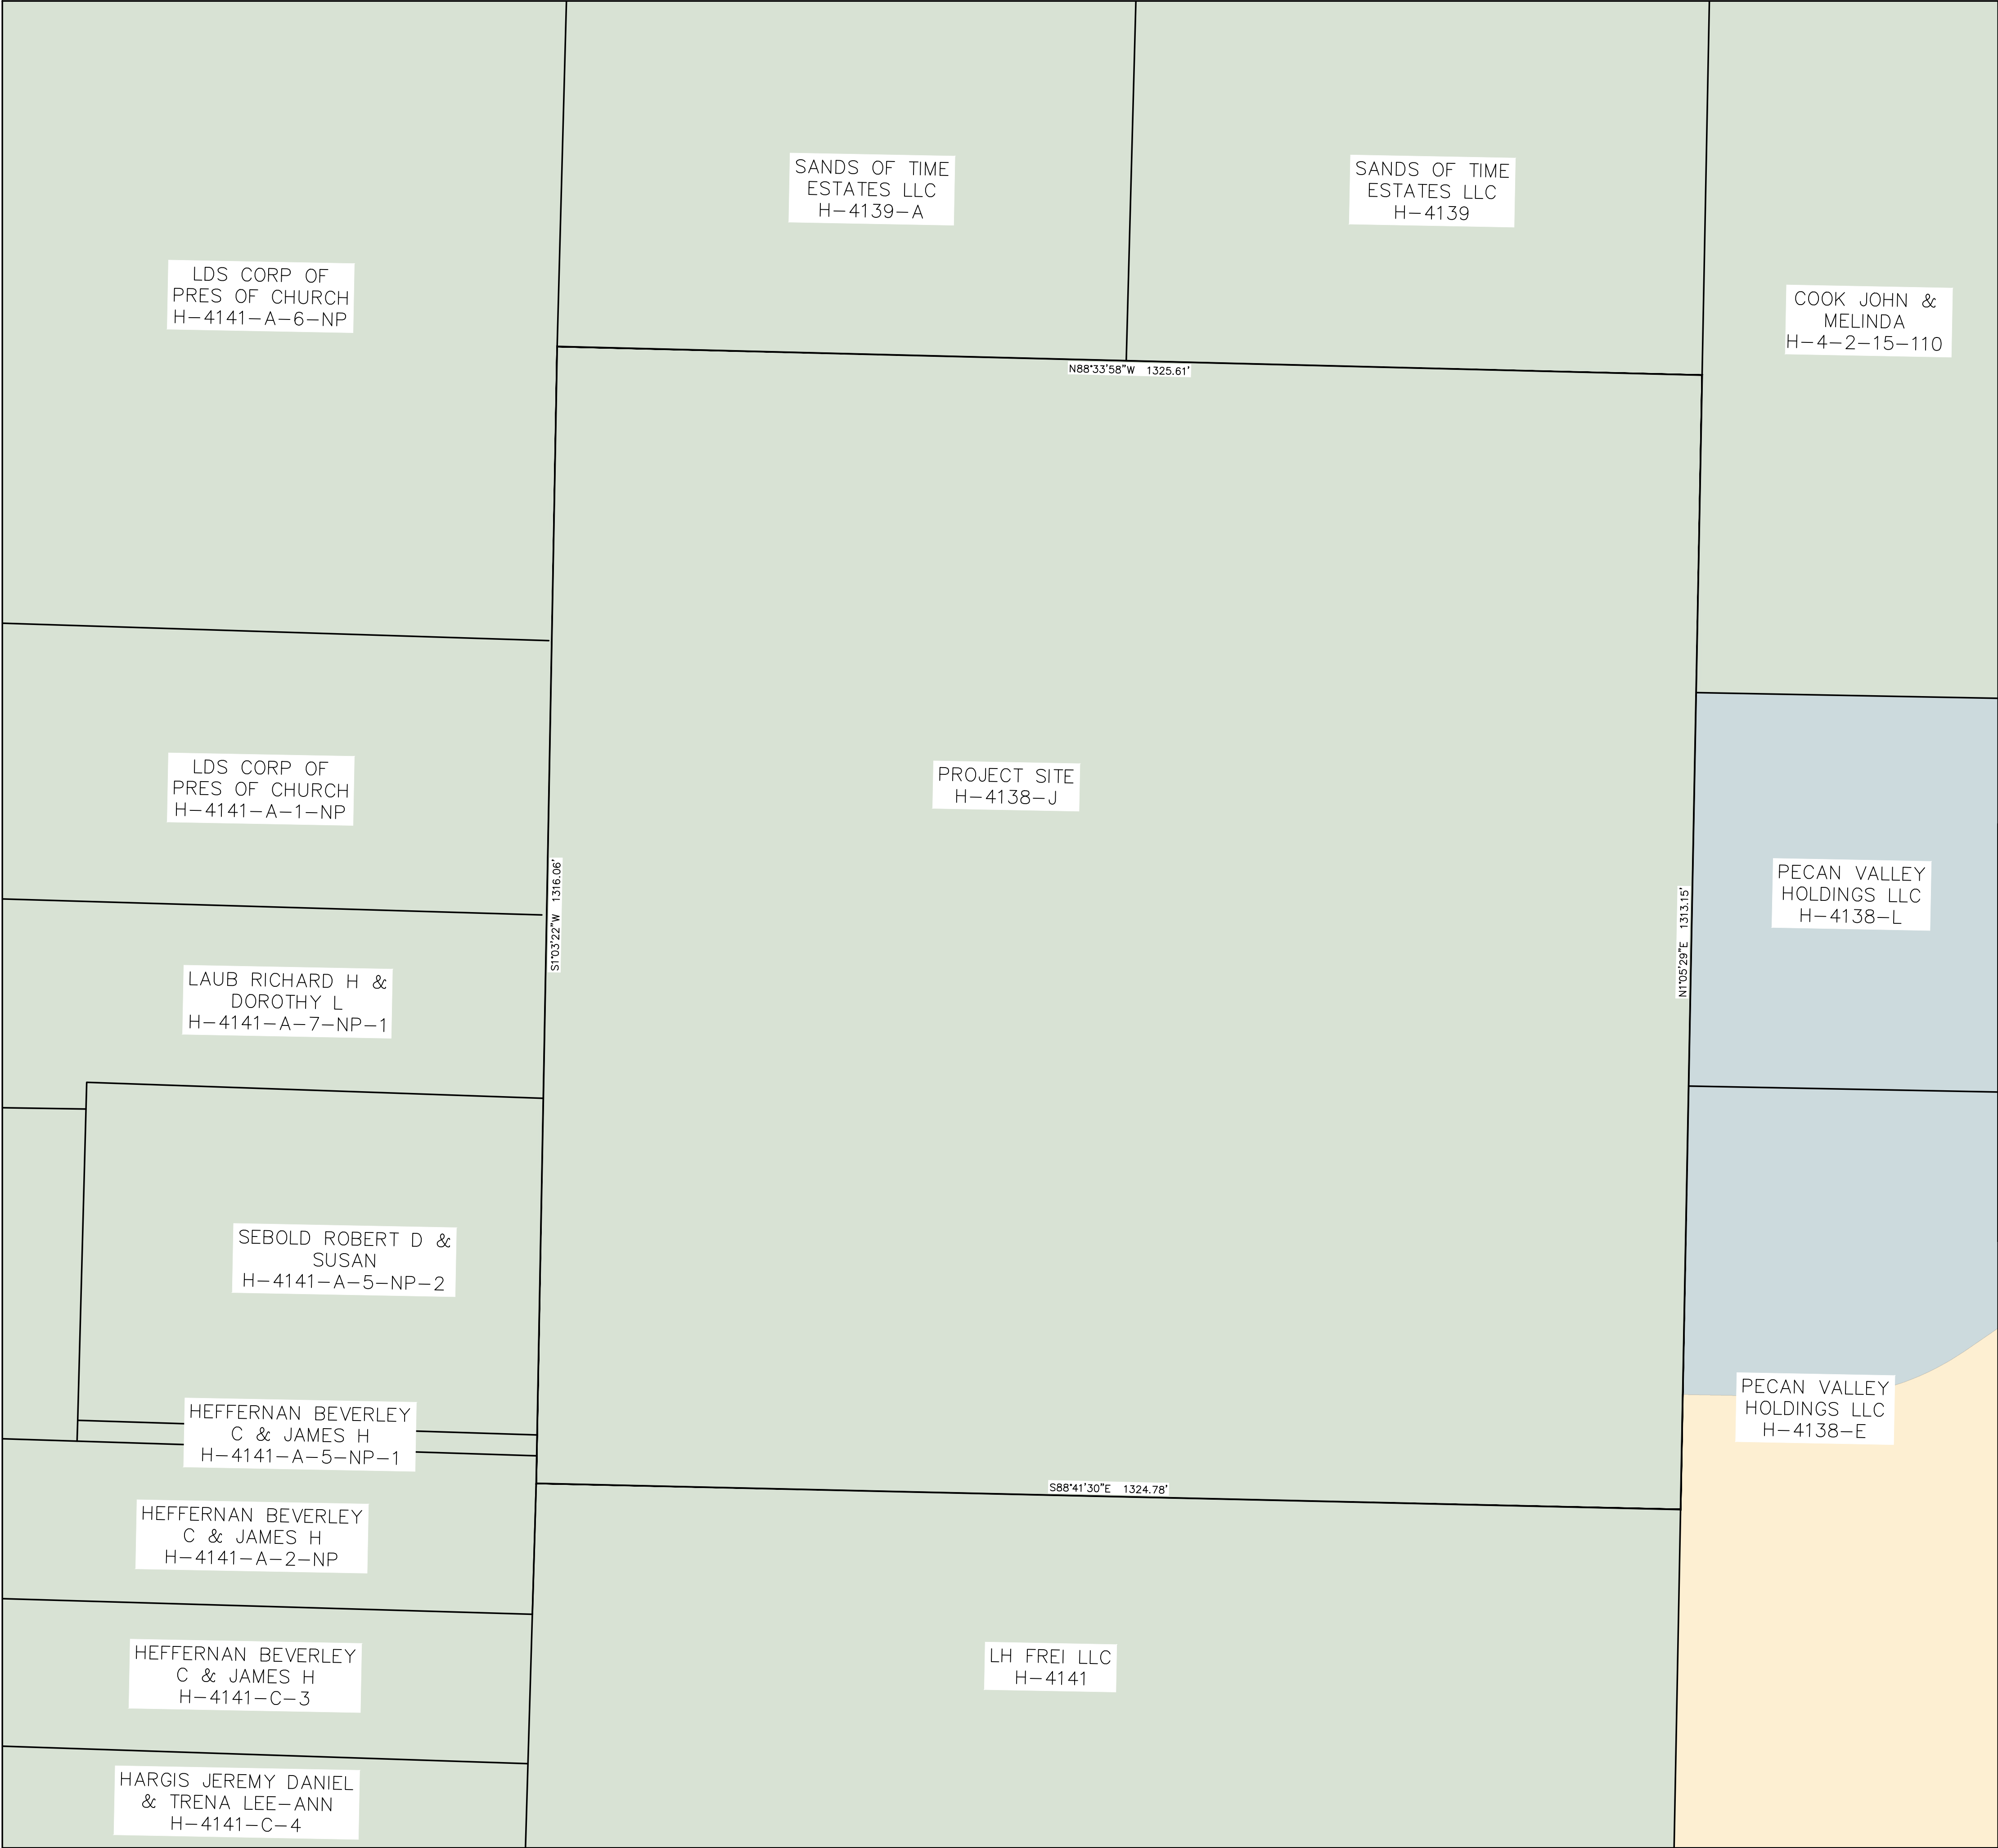 SANDS OF TIME
ESTATES LLC
H-4139-A
SANDS OF TIME
ESTATES LLC
H-4139
LDS CORP OF
PRES OF CHURCH
H-4141-A-6-NP
COOK JOHN &
MELINDA
H-4-2-15-110
N88°33'58"W 1325.61'
LDS CORP OF
PRES OF CHURCH
H-4141-A-1-NP
PROJECT SITE
H-4138-J
S1°03'22"W 1316.06'
N1°05'29"E 1313.15'
PECAN VALLEY
HOLDINGS LLC
H-4138-L
LAUB RICHARD H &
DOROTHY L
H-4141-A-7-NP-1
SEBOLD ROBERT D &
SUSAN
H-4141-A-5-NP-2
PECAN VALLEY
HOLDINGS LLC
H-4138-E
HEFFERNAN BEVERLEY
C & JAMES H
H-4141-A-5-NP-1
S88°41'30"E 1324.78'
HEFFERNAN BEVERLEY
C & JAMES H
H-4141-A-2-NP
HEFFERNAN BEVERLEY
C & JAMES H
H-4141-C-3
LH FREI LLC
H-4141
HARGIS JEREMY DANIEL
& TRENA LEE-ANN
H-4141-C-4